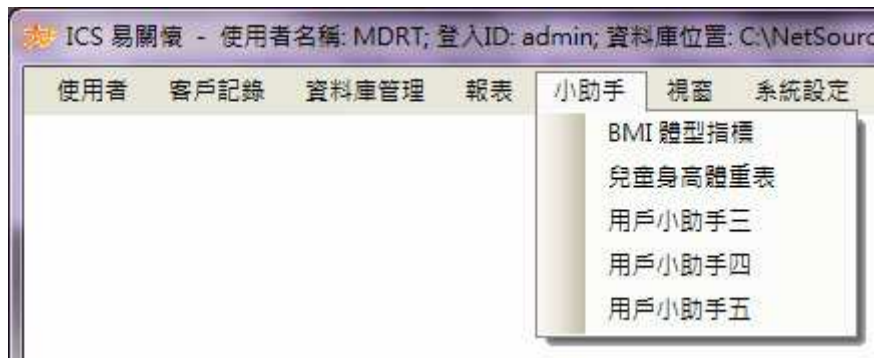 ICS 易關懷 - 使用者名稱: MDRT; 登入ID: admin; 資料庫位置: C:\NetSourc
使用者 客戶記錄 資料庫管理 報表 小助手 視窗 系統設定
BMI 體型指標
兒童身高體重表
用戶小助手三
用戶小助手四
用戶小助手五